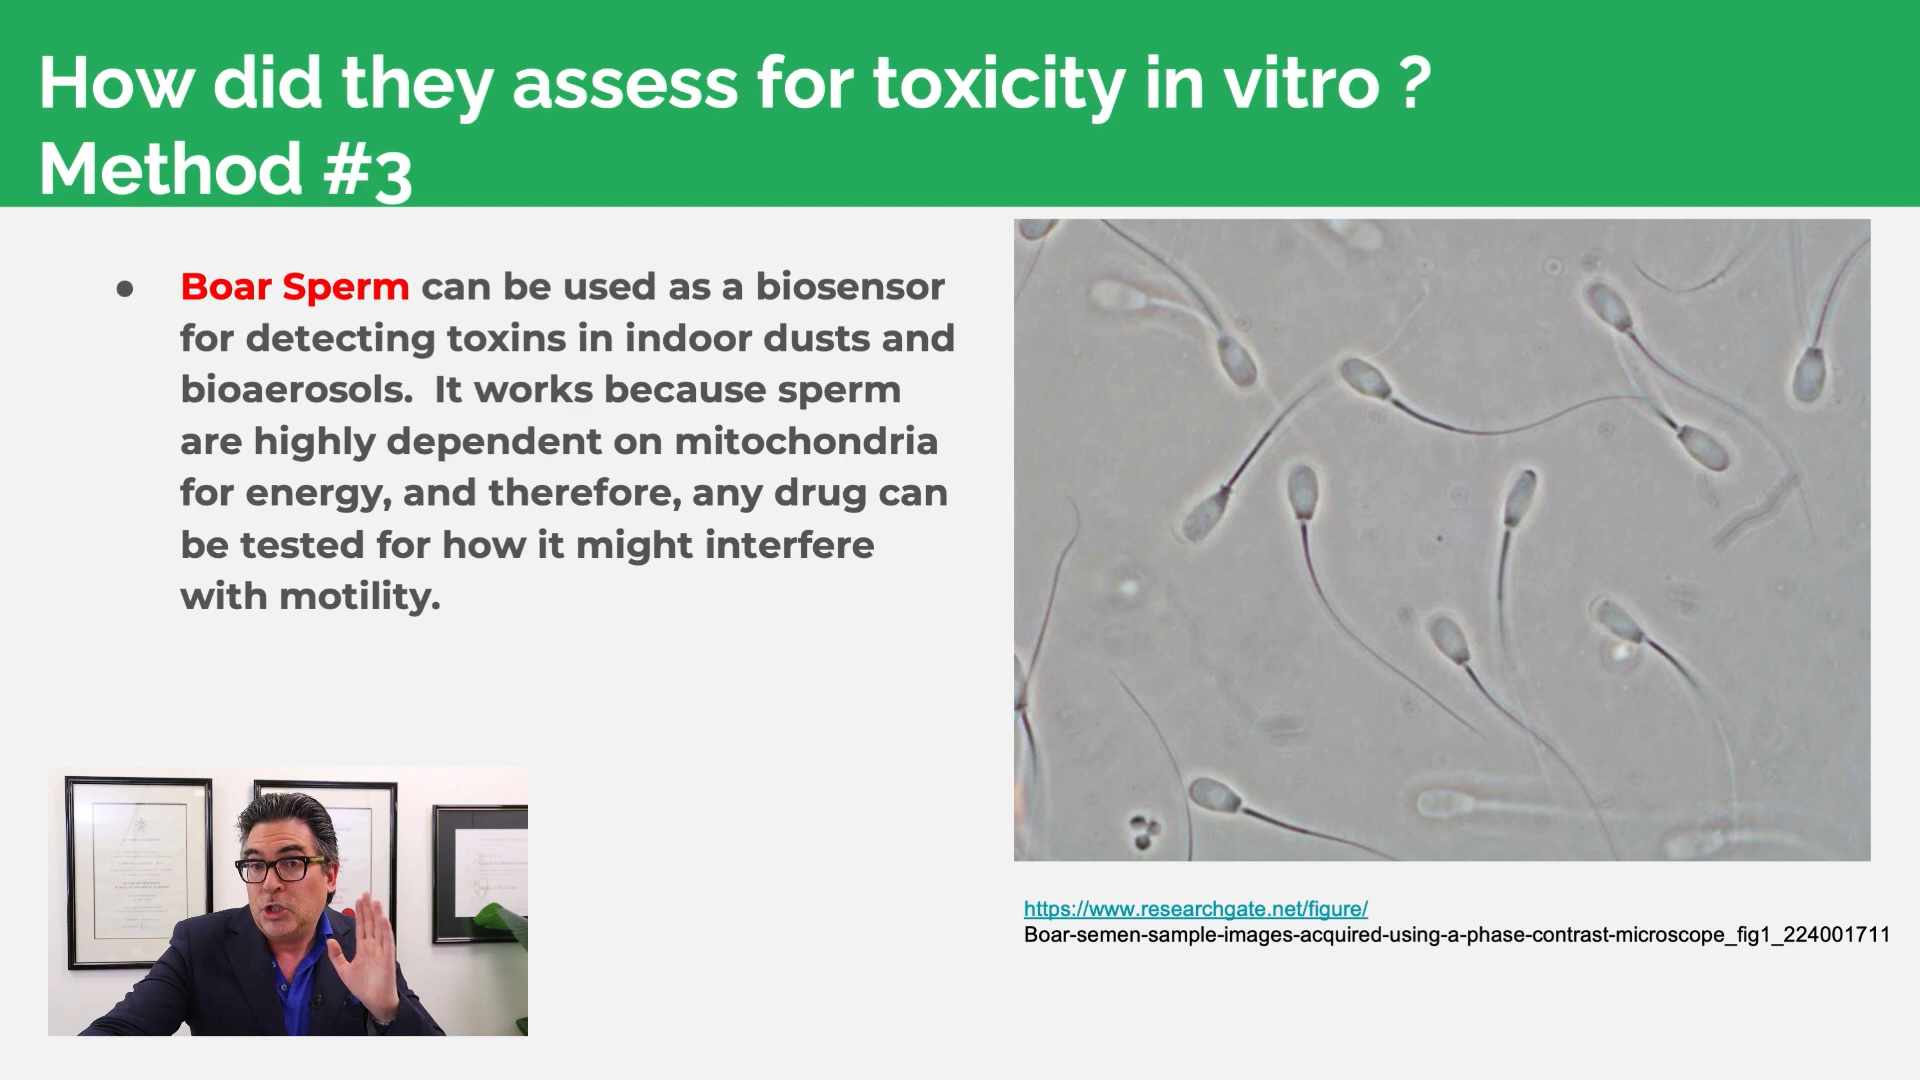 How did they assess for toxicity in vitro ?
Method #3
● Boar Sperm can be used as a biosensor
for detecting toxins in indoor dusts and
bioaerosols.  It works because sperm
are highly dependent on mitochondria
for energy, and therefore, any drug can
be tested for how it might interfere
with motility.
https://www.researchgate.net/figure/
Boar-semen-sample-images-acquired-using-a-phase-contrast-microscope_fig1_224001711